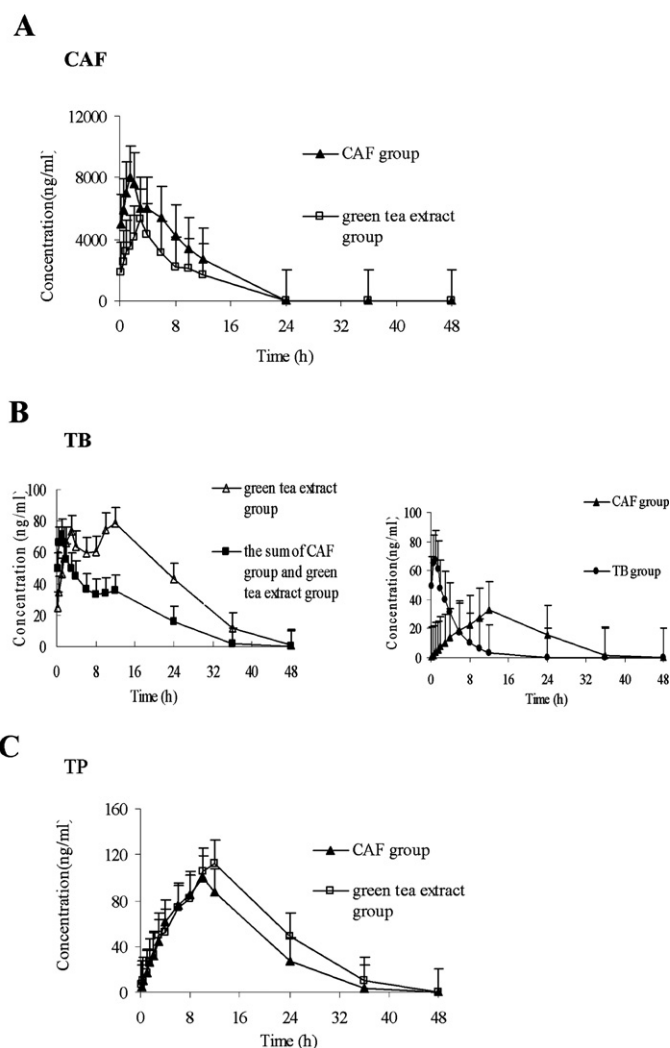 A
CAF
12000
8000
4000
0
Concentration(ng/ml)
CAF group
green tea extract
group
0 8 16 24 32 40 48
Time (h)
B
TB
100
80
60
40
20
0
Concentration (ng/ml)
green tea extract
group
the sum of CAF
group and green
tea extract group
0 8 16 24 32 40 48
Time (h)
100
80
60
40
20
0
Concentration (ng/ml)
CAF group
TB group
0 8 16 24 32 40 48
Time (h)
C
TP
160
120
80
40
0
Concentration(ng/ml)
CAF group
green tea extract
group
0 8 16 24 32 40 48
Time (h)